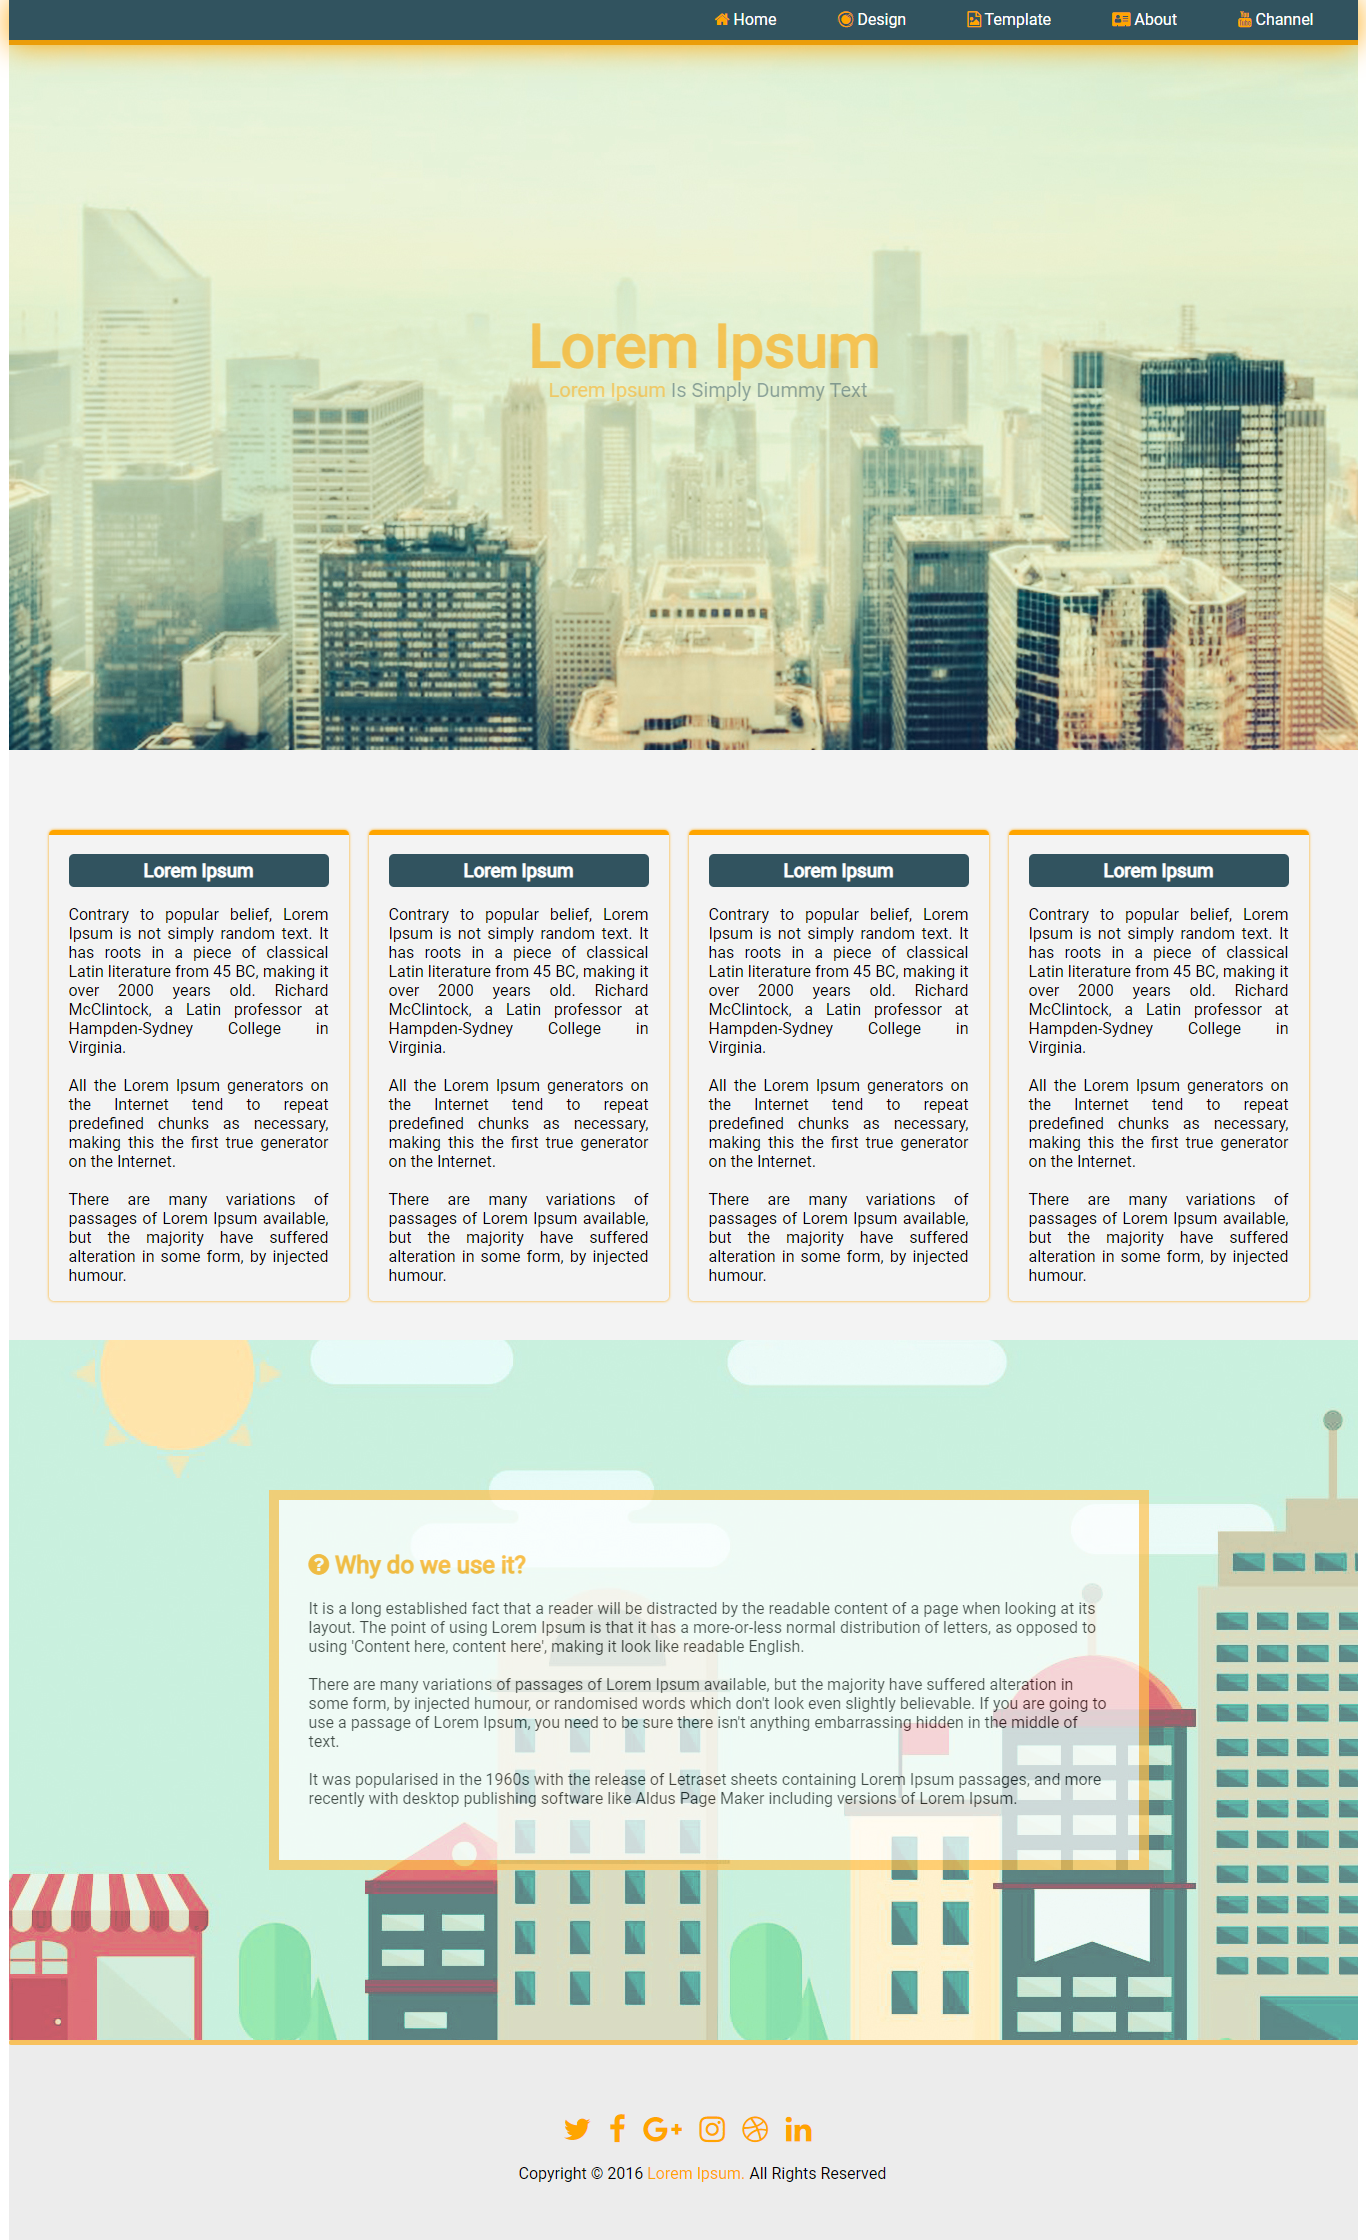 Home Design Template About Channel
Lorem Ipsum
Lorem Ipsum Is Simply Dummy Text
Lorem Ipsum
Contrary to popular belief, Lorem
Ipsum is not simply random text. It
has roots in a piece of classical
Latin literature from 45 BC, making it
over 2000 years old. Richard
McClintock, a Latin professor at
Hampden-Sydney College in
Virginia.
All the Lorem Ipsum generators on
the Internet tend to repeat
predefined chunks as necessary,
making this the first true generator
on the Internet.
There are many variations of
passages of Lorem Ipsum available,
but the majority have suffered
alteration in some form, by injected
humour.
Lorem Ipsum
Contrary to popular belief, Lorem
Ipsum is not simply random text. It
has roots in a piece of classical
Latin literature from 45 BC, making it
over 2000 years old. Richard
McClintock, a Latin professor at
Hampden-Sydney College in
Virginia.
All the Lorem Ipsum generators on
the Internet tend to repeat
predefined chunks as necessary,
making this the first true generator
on the Internet.
There are many variations of
passages of Lorem Ipsum available,
but the majority have suffered
alteration in some form, by injected
humour.
Lorem Ipsum
Contrary to popular belief, Lorem
Ipsum is not simply random text. It
has roots in a piece of classical
Latin literature from 45 BC, making it
over 2000 years old. Richard
McClintock, a Latin professor at
Hampden-Sydney College in
Virginia.
All the Lorem Ipsum generators on
the Internet tend to repeat
predefined chunks as necessary,
making this the first true generator
on the Internet.
There are many variations of
passages of Lorem Ipsum available,
but the majority have suffered
alteration in some form, by injected
humour.
Lorem Ipsum
Contrary to popular belief, Lorem
Ipsum is not simply random text. It
has roots in a piece of classical
Latin literature from 45 BC, making it
over 2000 years old. Richard
McClintock, a Latin professor at
Hampden-Sydney College in
Virginia.
All the Lorem Ipsum generators on
the Internet tend to repeat
predefined chunks as necessary,
making this the first true generator
on the Internet.
There are many variations of
passages of Lorem Ipsum available,
but the majority have suffered
alteration in some form, by injected
humour.
Why do we use it?
It is a long established fact that a reader will be distracted by the readable content of a page when looking at its
layout. The point of using Lorem Ipsum is that it has a more-or-less normal distribution of letters, as opposed to
using 'Content here, content here', making it look like readable English.
There are many variations of passages of Lorem Ipsum available, but the majority have suffered alteration in
some form, by injected humour, or randomised words which don't look even slightly believable. If you are going to
use a passage of Lorem Ipsum, you need to be sure there isn't anything embarrassing hidden in the middle of
text.
It was popularised in the 1960s with the release of Letraset sheets containing Lorem Ipsum passages, and more
recently with desktop publishing software like Aldus Page Maker including versions of Lorem Ipsum.
Copyright © 2016 Lorem Ipsum. All Rights Reserved